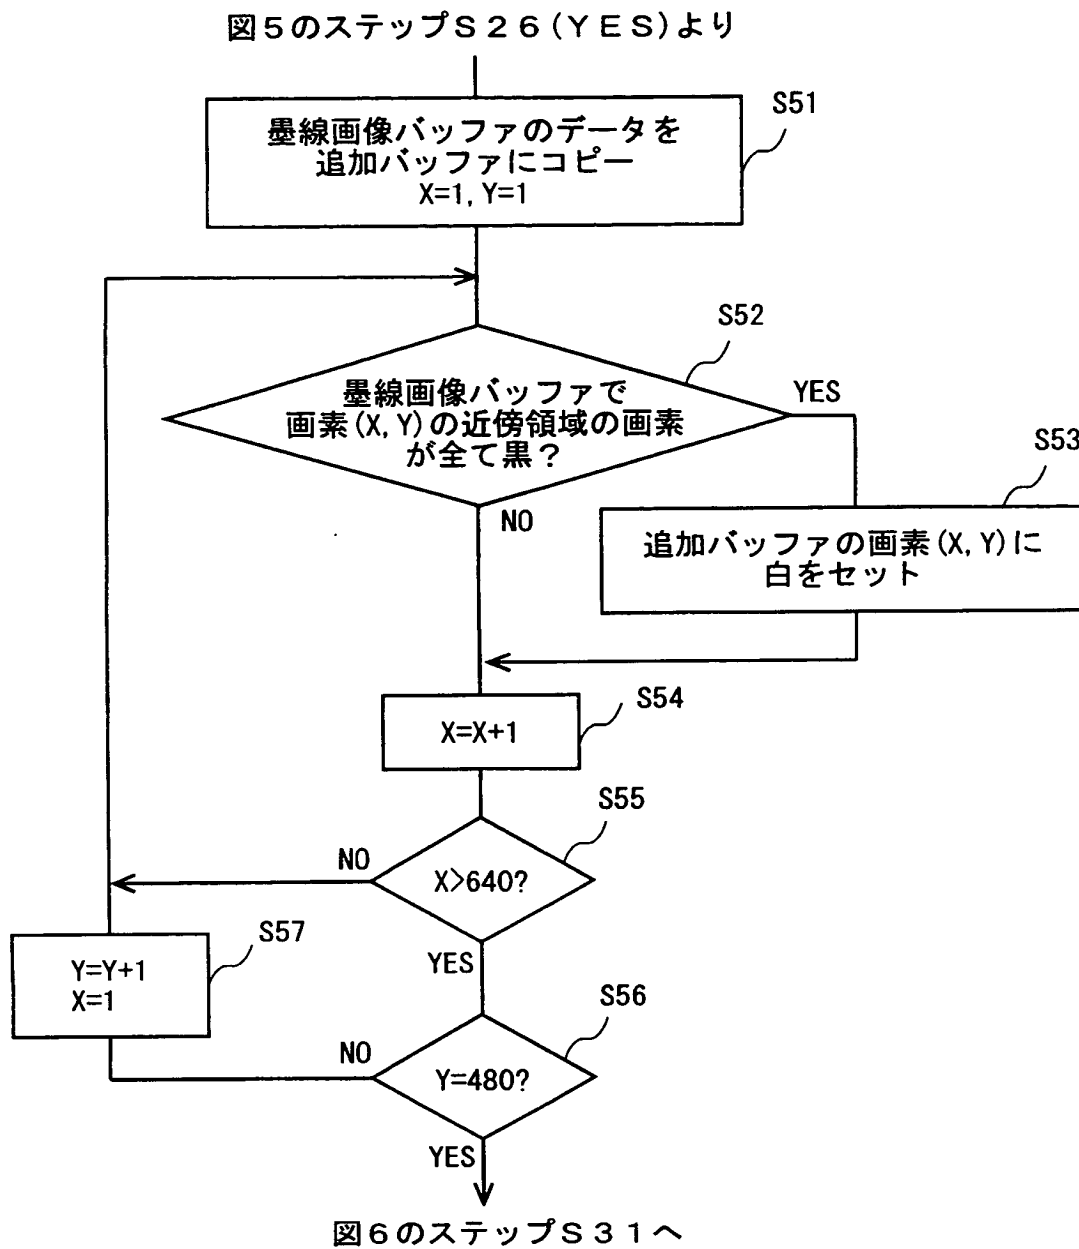 図5のステップS26(YES)より
S51
墨線画像バッファのデータを
追加バッファにコピー
X=1, Y=1
S52
墨線画像バッファで
画素(X, Y)の近傍領域の画素
が全て黒?
YES
NO
S53
追加バッファの画素(X, Y)に
白をセット
S54
X=X+1
S55
X>640?
NO
YES
S57
Y=Y+1
X=1
S56
Y=480?
NO
YES
図6のステップS31へ